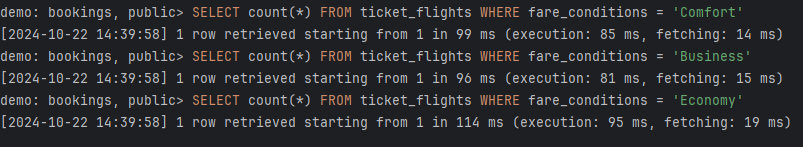 demo: bookings, public> SELECT count(*) FROM ticket_flights WHERE fare_conditions = 'Comfort'
[2024-10-22 14:39:58] 1 row retrieved starting from 1 in 99 ms (execution: 85 ms, fetching: 14 ms)
demo: bookings, public> SELECT count(*) FROM ticket_flights WHERE fare_conditions = 'Business'
[2024-10-22 14:39:58] 1 row retrieved starting from 1 in 96 ms (execution: 81 ms, fetching: 15 ms)
demo: bookings, public> SELECT count(*) FROM ticket_flights WHERE fare_conditions = 'Economy'
[2024-10-22 14:39:58] 1 row retrieved starting from 1 in 114 ms (execution: 95 ms, fetching: 19 ms)